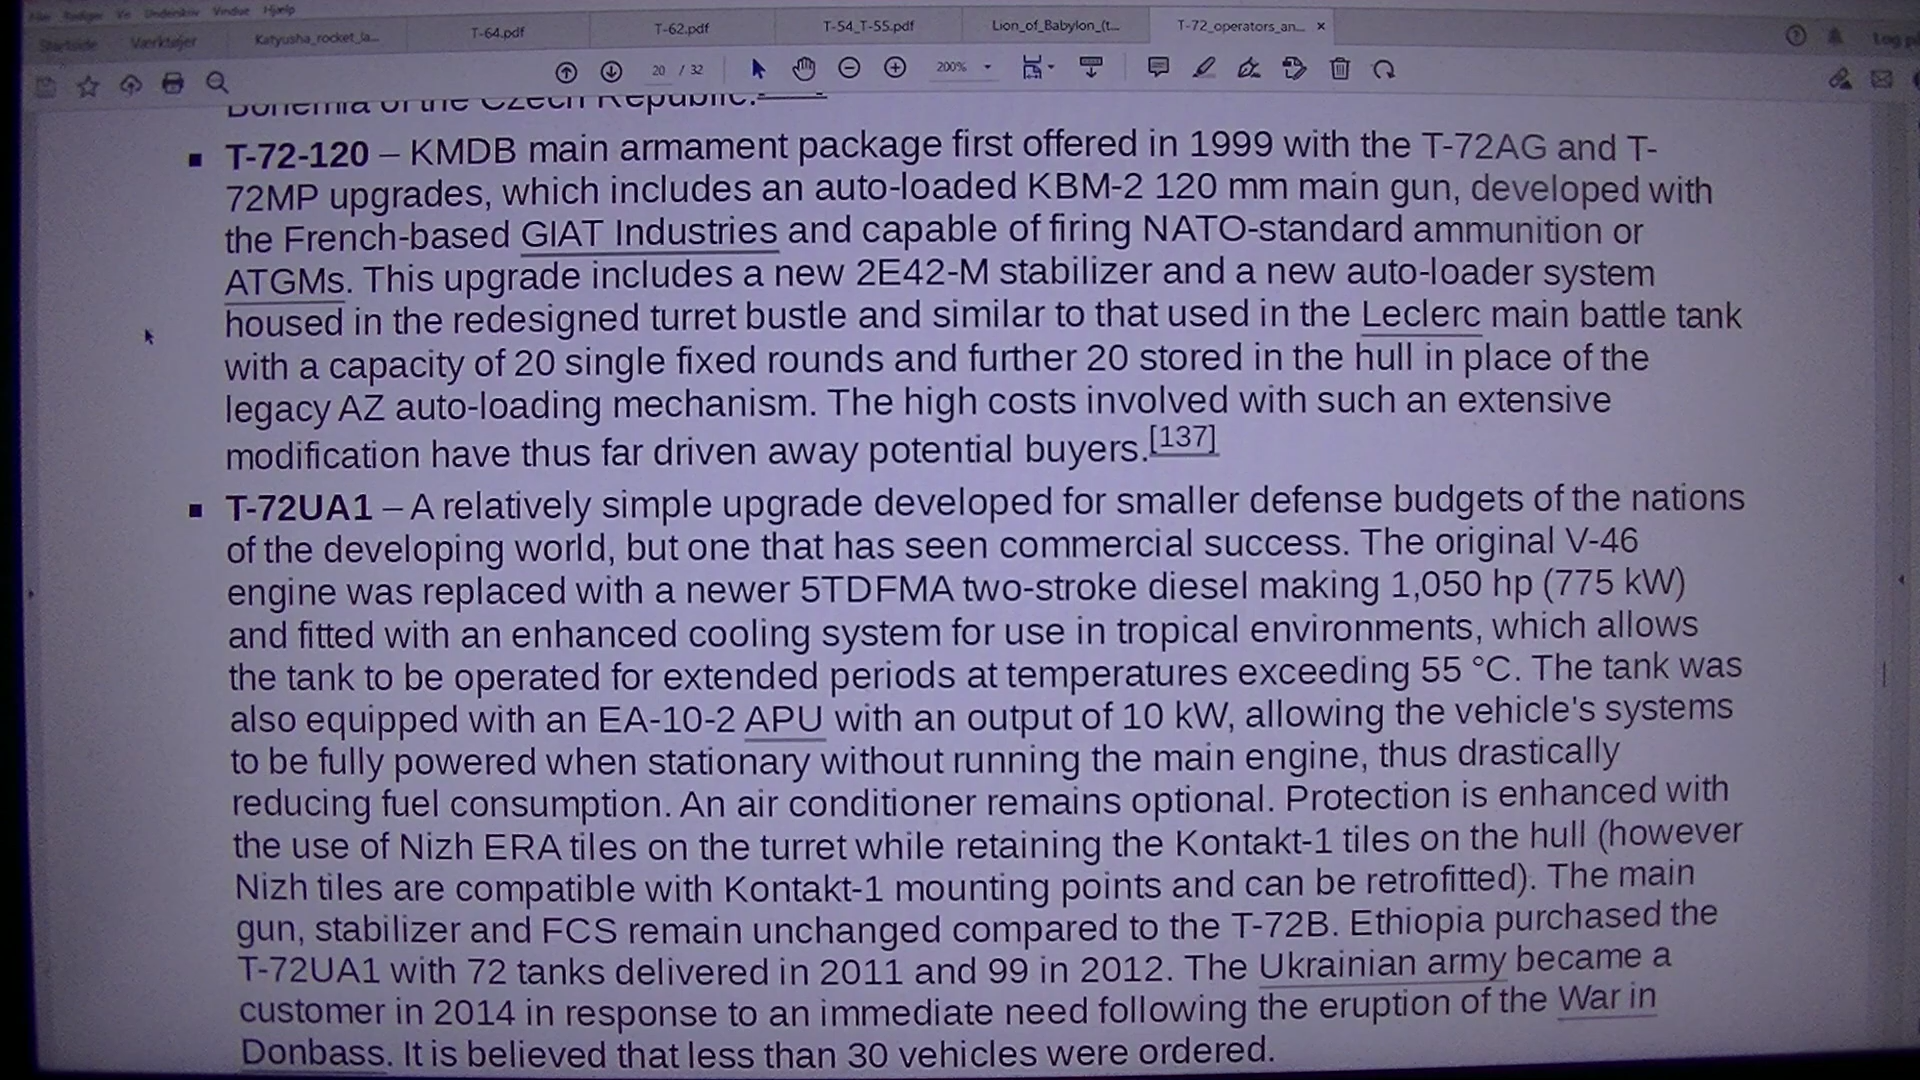 Filer Rediger Vis Underskriv Vindue Hjælp
Startside Værktøjer Katyusha_rocket_la... T-64.pdf T-62.pdf T-54_T-55.pdf Lion_of_Babylon_(t... T-72_operators_an... × Log på
20 / 32 200%
Bohemia of the Czech Republic.
▪ T-72-120 – KMDB main armament package first offered in 1999 with the T-72AG and T-
72MP upgrades, which includes an auto-loaded KBM-2 120 mm main gun, developed with
the French-based GIAT Industries and capable of firing NATO-standard ammunition or
ATGMs. This upgrade includes a new 2E42-M stabilizer and a new auto-loader system
housed in the redesigned turret bustle and similar to that used in the Leclerc main battle tank
with a capacity of 20 single fixed rounds and further 20 stored in the hull in place of the
legacy AZ auto-loading mechanism. The high costs involved with such an extensive
modification have thus far driven away potential buyers.[137]
▪ T-72UA1 – A relatively simple upgrade developed for smaller defense budgets of the nations
of the developing world, but one that has seen commercial success. The original V-46
engine was replaced with a newer 5TDFMA two-stroke diesel making 1,050 hp (775 kW)
and fitted with an enhanced cooling system for use in tropical environments, which allows
the tank to be operated for extended periods at temperatures exceeding 55 °C. The tank was
also equipped with an EA-10-2 APU with an output of 10 kW, allowing the vehicle's systems
to be fully powered when stationary without running the main engine, thus drastically
reducing fuel consumption. An air conditioner remains optional. Protection is enhanced with
the use of Nizh ERA tiles on the turret while retaining the Kontakt-1 tiles on the hull (however
Nizh tiles are compatible with Kontakt-1 mounting points and can be retrofitted). The main
gun, stabilizer and FCS remain unchanged compared to the T-72B. Ethiopia purchased the
T-72UA1 with 72 tanks delivered in 2011 and 99 in 2012. The Ukrainian army became a
customer in 2014 in response to an immediate need following the eruption of the War in
Donbass. It is believed that less than 30 vehicles were ordered.